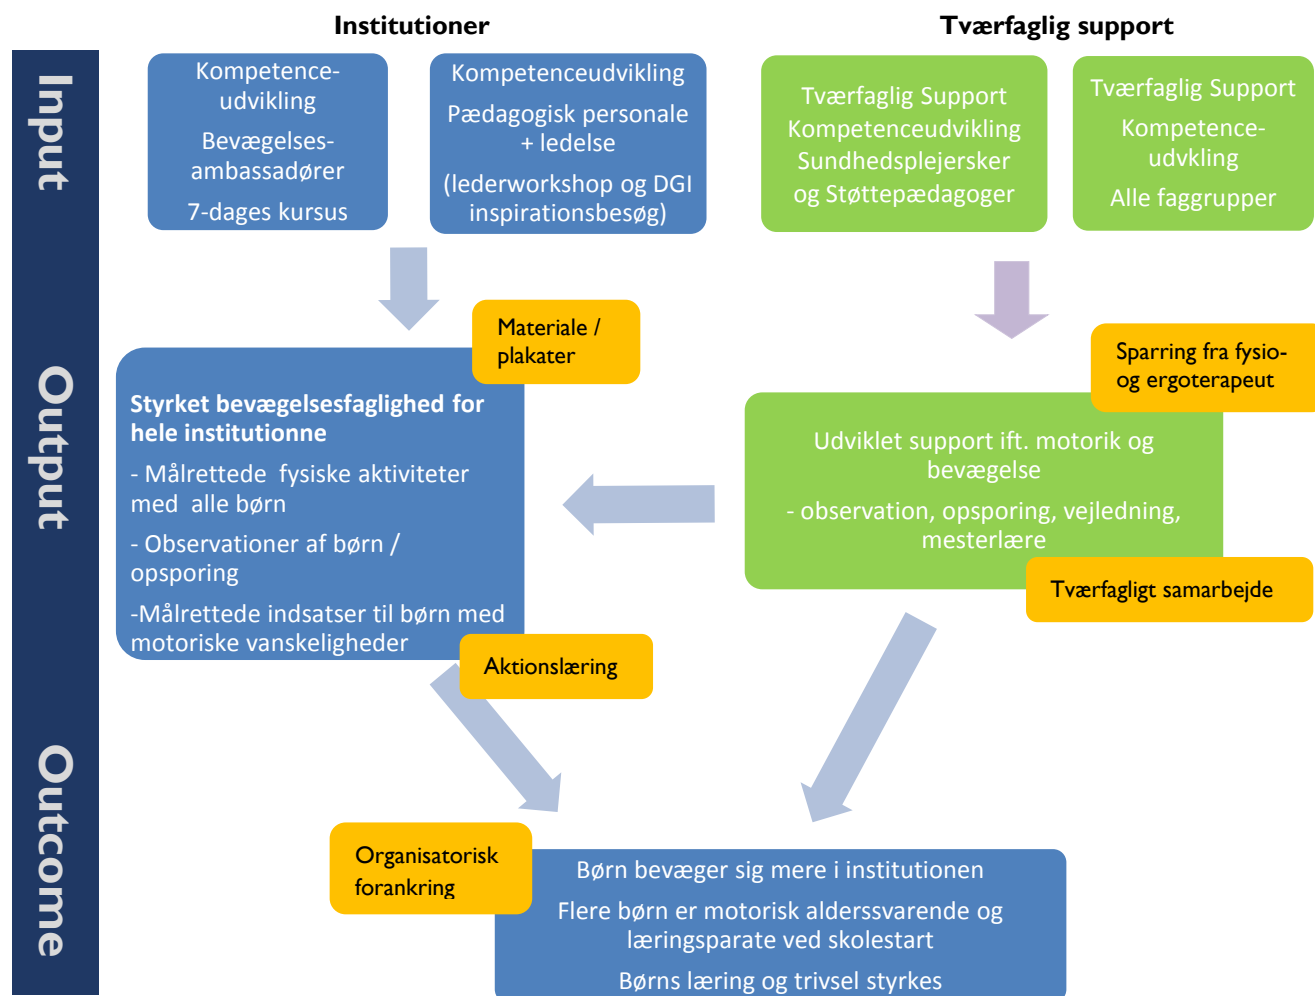 Institutioner
Tværfaglig support
Input
Kompetence-
udvikling
Bevægelses-
ambassadører
7-dages kursus
Kompetenceudvikling
Pædagogisk personale
+ ledelse
(lederworkshop og DGI
inspirationsbesøg)
Tværfaglig Support
Kompetenceudvikling
Sundhedsplejersker
og Støttepædagoger
Tværfaglig Support
Kompetence-
udvkling
Alle faggrupper
Output
Materiale /
plakater
Styrket bevægelsesfaglighed for
hele institutionne
- Målrettede fysiske aktiviteter
med alle børn
- Observationer af børn /
opsporing
-Målrettede indsatser til børn med
motoriske vanskeligheder
Aktionslæring
Sparring fra fysio-
og ergoterapeut
Udviklet support ift. motorik og
bevægelse
- observation, opsporing, vejledning,
mesterlære
Tværfagligt samarbejde
Outcome
Organisatorisk
forankring
Børn bevæger sig mere i institutionen
Flere børn er motorisk alderssvarende og
læringsparate ved skolestart
Børns læring og trivsel styrkes